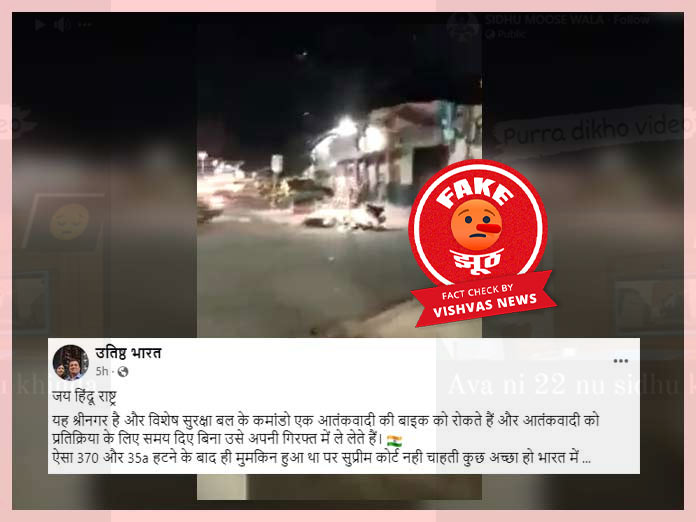 SIDHU MOOSE WALA · Follow
Public
Purra dikho video
FAKE
झूठ
FACT CHECK BY
VISHVAS NEWS
उतिष्ठ भारत
5h ·
जय हिंदू राष्ट्र
यह श्रीनगर है और विशेष सुरक्षा बल के कमांडो एक आतंकवादी की बाइक को रोकते हैं और आतंकवादी को
प्रतिक्रिया के लिए समय दिए बिना उसे अपनी गिरफ्त में ले लेते हैं। 🇮🇳
ऐसा 370 और 35a हटने के बाद ही मुमकिन हुआ था पर सुप्रीम कोर्ट नही चाहती कुछ अच्छा हो भारत में ...
Ava ni 22 nu sidhu k